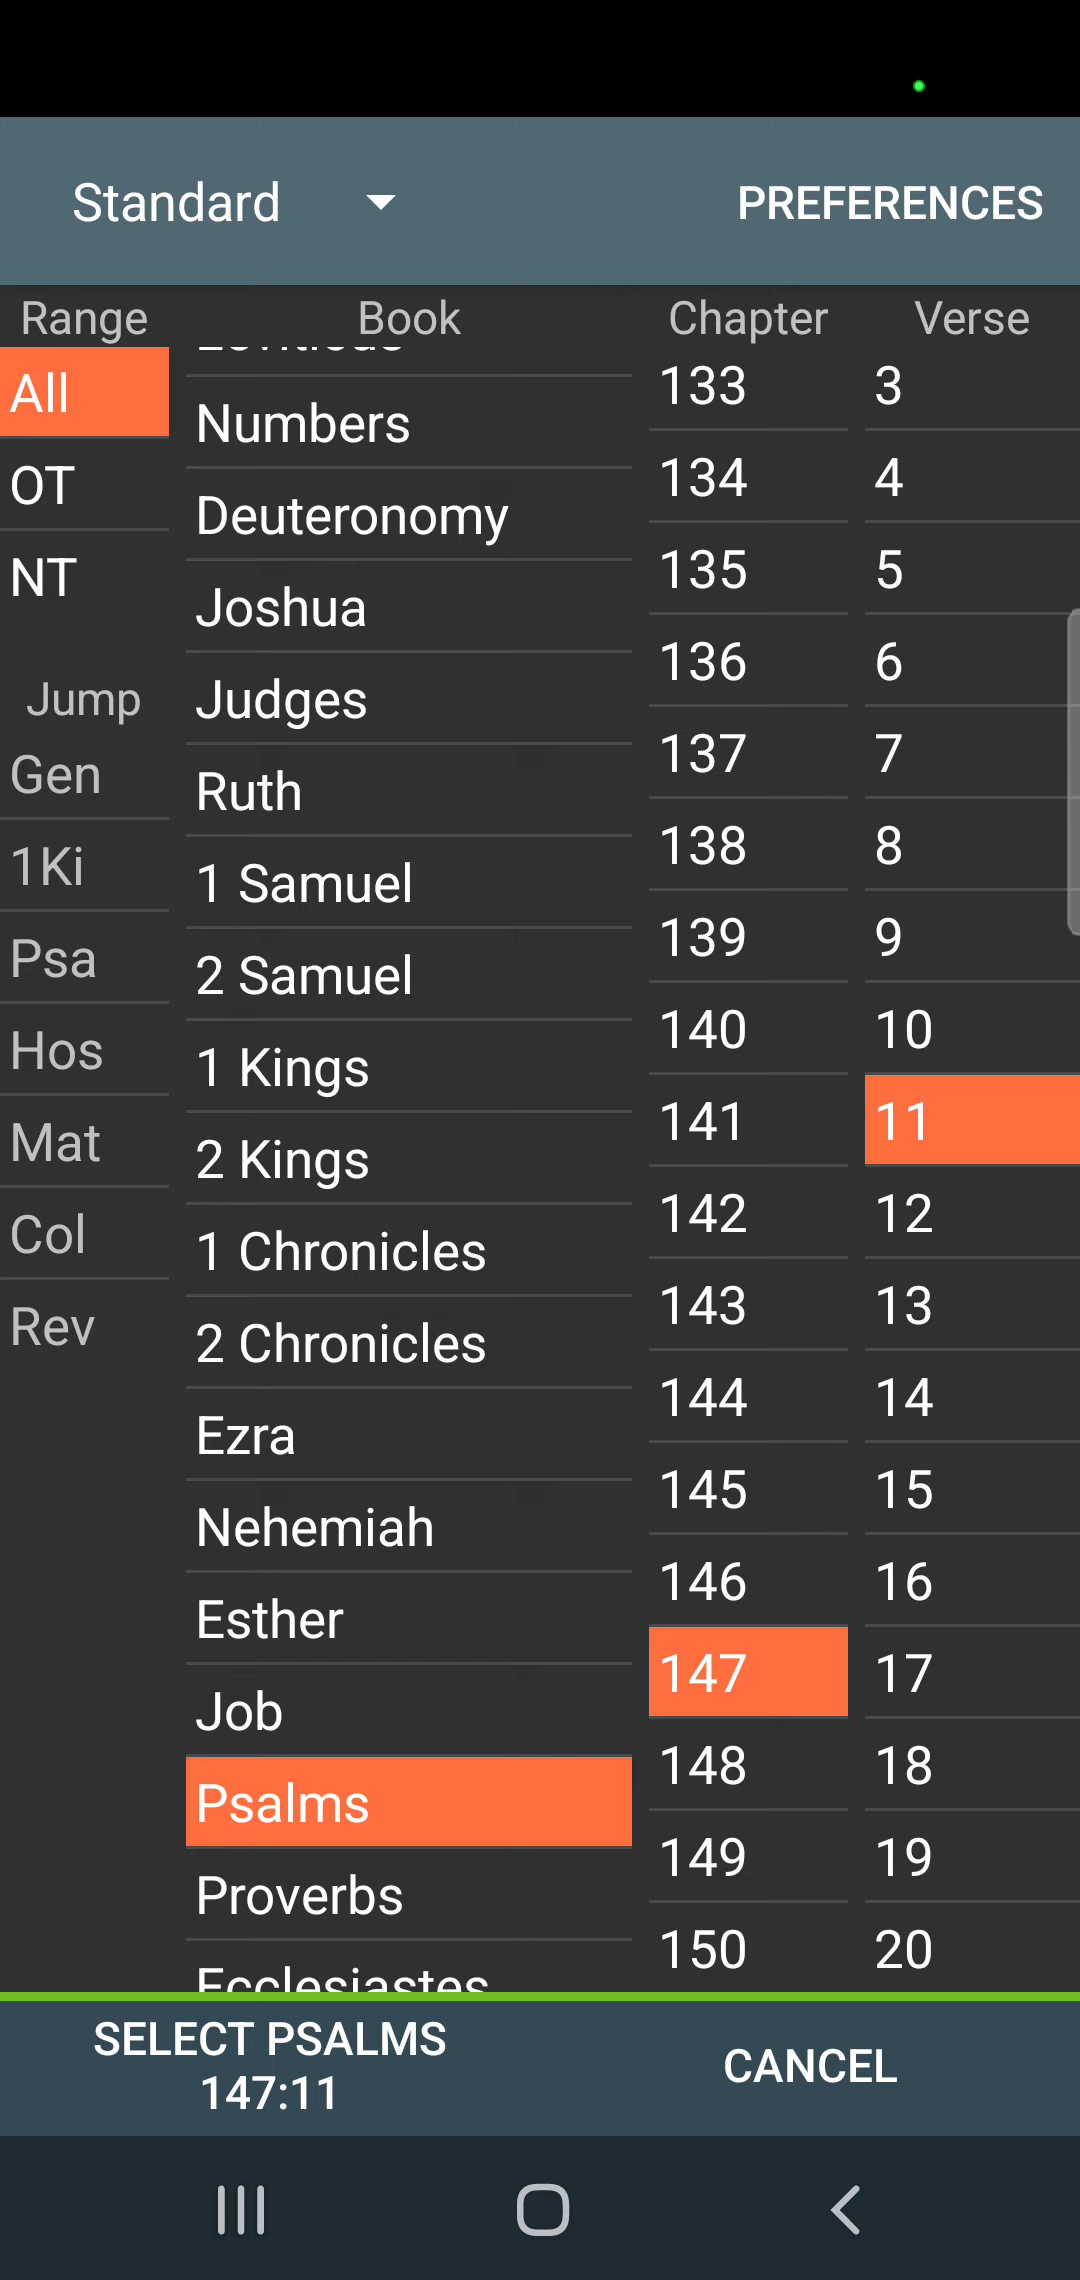 Standard
PREFERENCES
Range
Book
Chapter
Verse
All
OT
NT
Jump
Gen
1Ki
Psa
Hos
Mat
Col
Rev
Leviticus
Numbers
Deuteronomy
Joshua
Judges
Ruth
1 Samuel
2 Samuel
1 Kings
2 Kings
1 Chronicles
2 Chronicles
Ezra
Nehemiah
Esther
Job
Psalms
Proverbs
Ecclesiastes
133
134
135
136
137
138
139
140
141
142
143
144
145
146
147
148
149
150
3
4
5
6
7
8
9
10
11
12
13
14
15
16
17
18
19
20
SELECT PSALMS
147:11
CANCEL